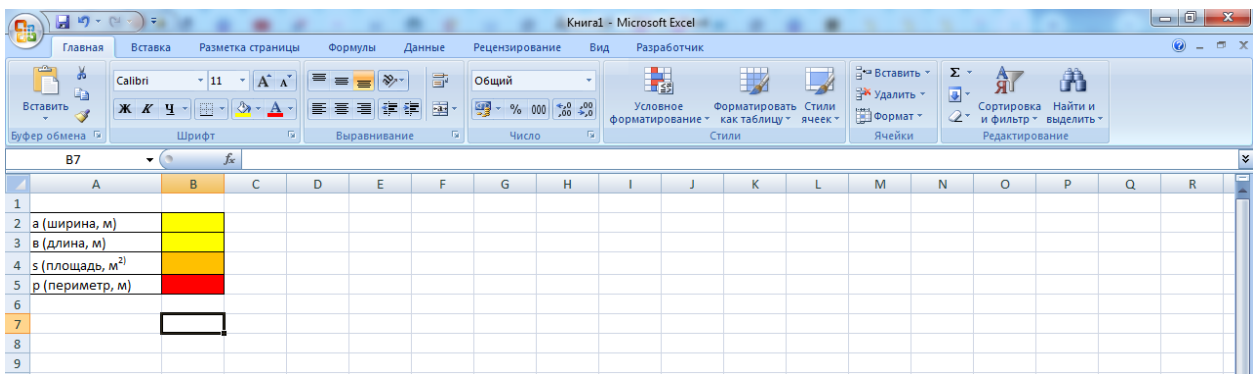 Книга1 - Microsoft Excel
Главная Вставка Разметка страницы Формулы Данные Рецензирование Вид Разработчик
Вставить
Буфер обмена
Calibri 11
Ж К Ч
Шрифт
Выравнивание
Общий
% 000
Число
Условное форматирование
Форматировать как таблицу
Стили ячеек
Стили
Вставить
Удалить
Формат
Ячейки
Σ
Сортировка и фильтр
Найти и выделить
Редактирование
B7 fx
A B C D E F G H I J K L M N O P Q R
1
2 а (ширина, м)
3 в (длина, м)
4 s (площадь, м²⁾
5 р (периметр, м)
6
7
8
9